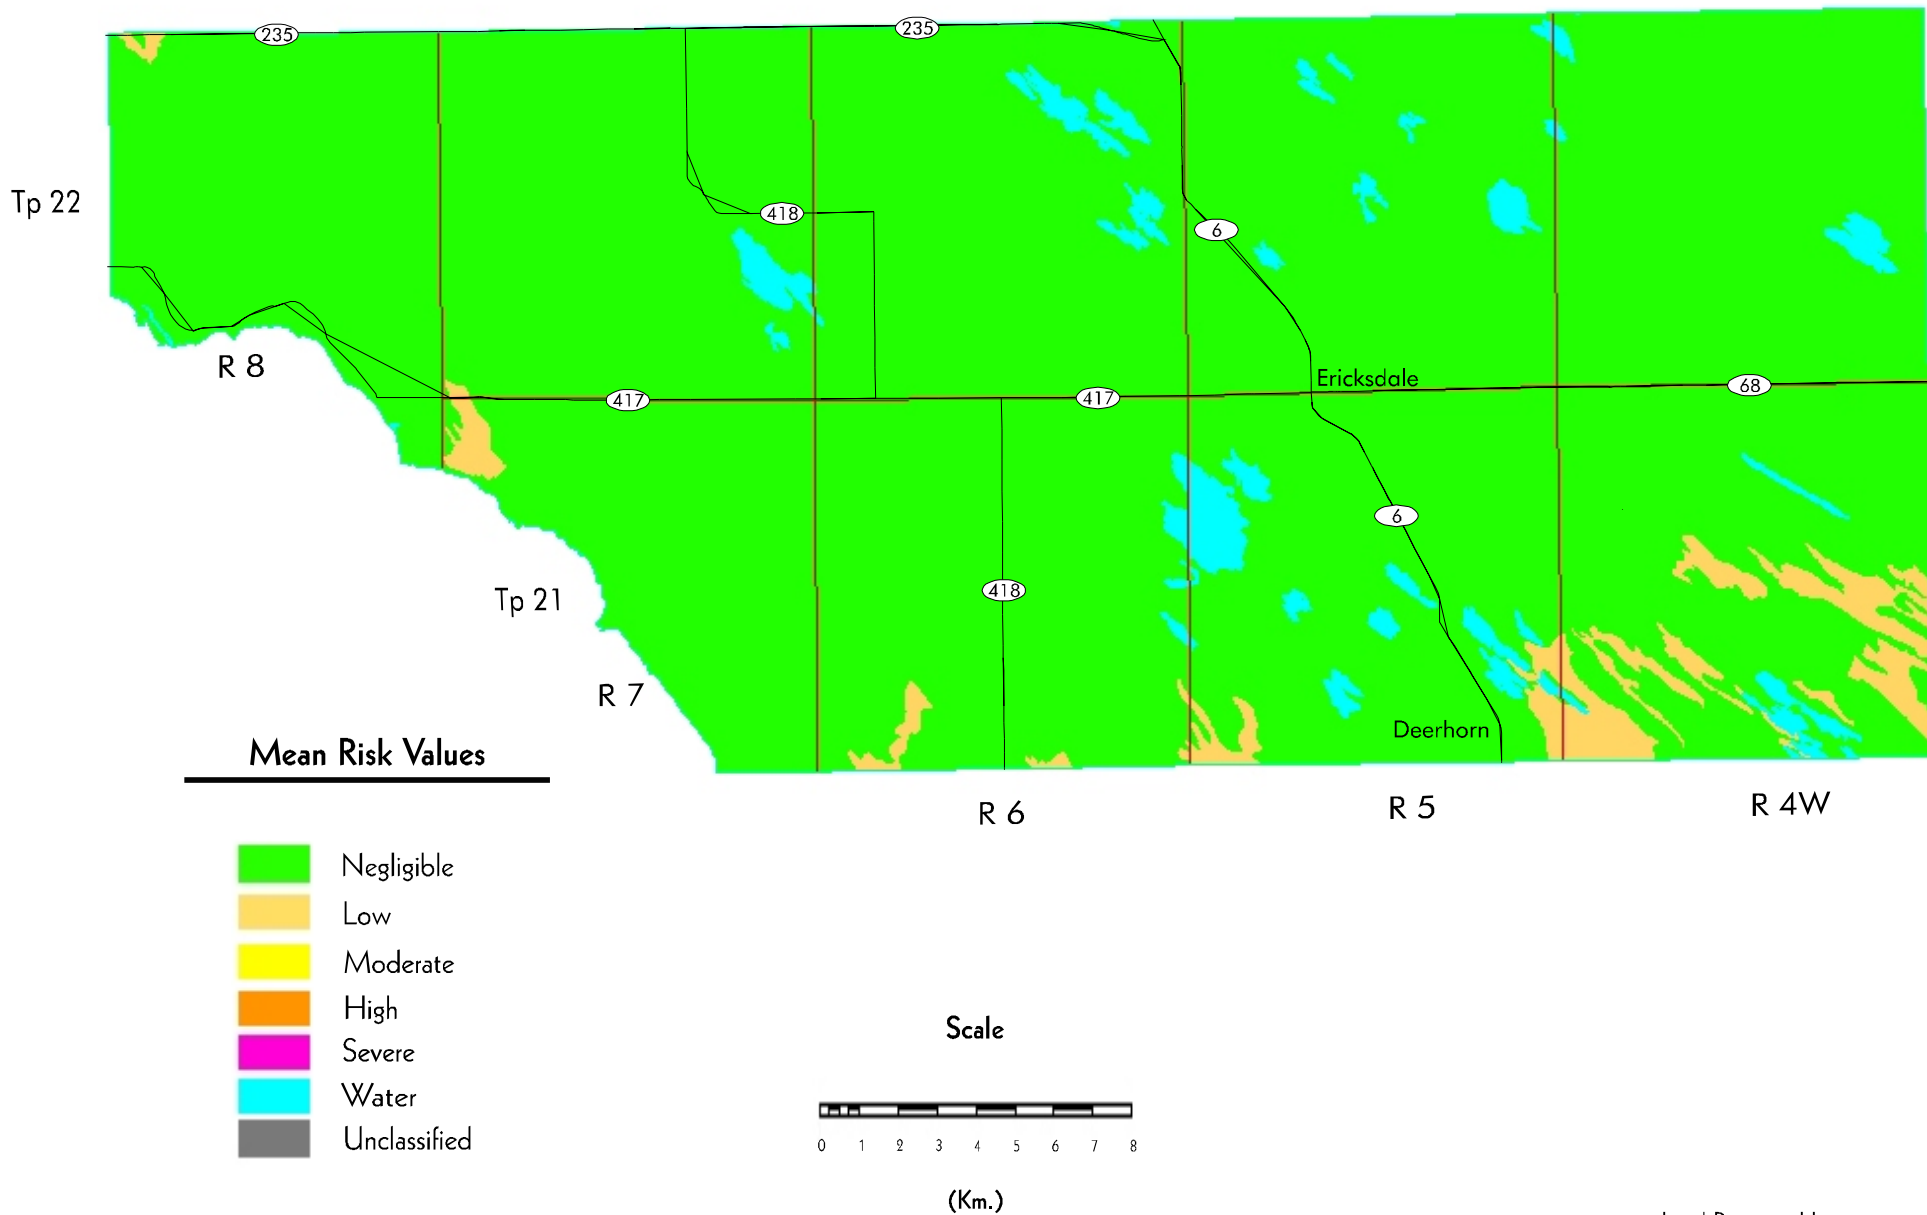 235
235
Tp 22
418
6
R 8
Ericksdale
417
417
68
6
Tp 21
418
R 7
Deerhorn
Mean Risk Values
R 6
R 5
R 4W
Negligible
Low
Moderate
High
Severe
Water
Unclassified
Scale
0 1 2 3 4 5 6 7 8
(Km.)